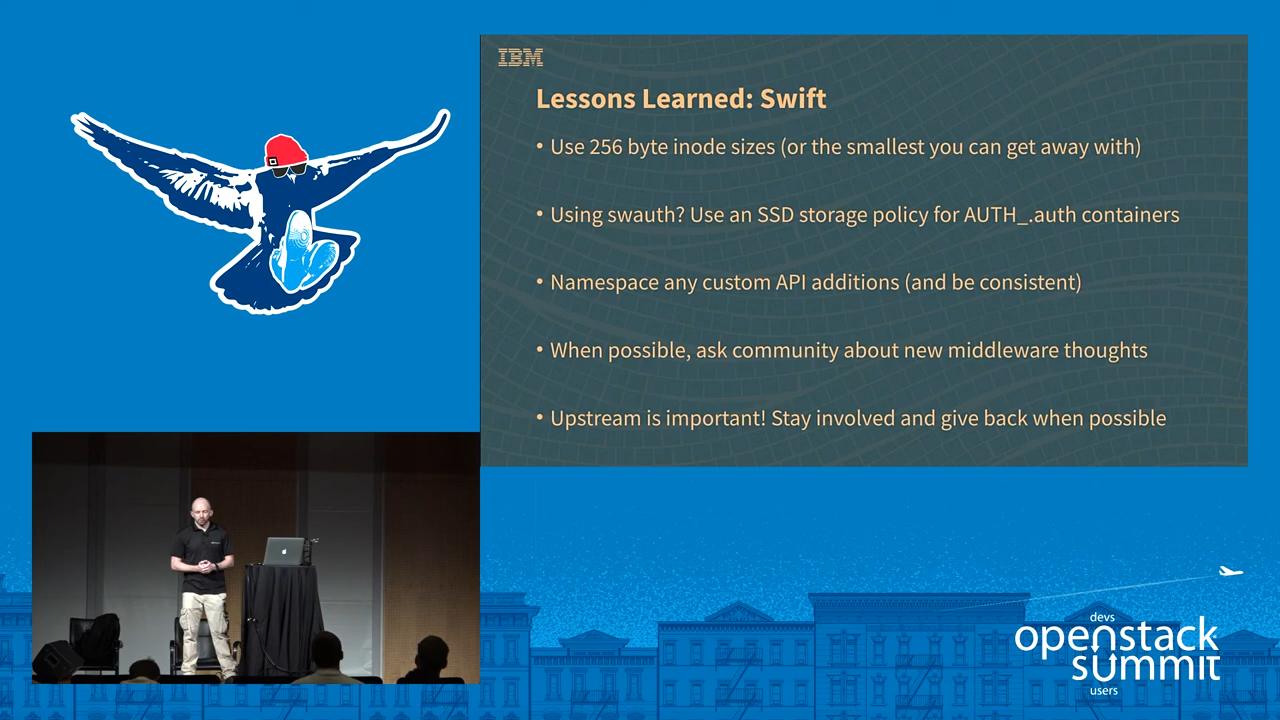 IBM
Lessons Learned: Swift
• Use 256 byte inode sizes (or the smallest you can get away with)
• Using swauth? Use an SSD storage policy for AUTH_.auth containers
• Namespace any custom API additions (and be consistent)
• When possible, ask community about new middleware thoughts
• Upstream is important! Stay involved and give back when possible
devs
openstack
summit
users